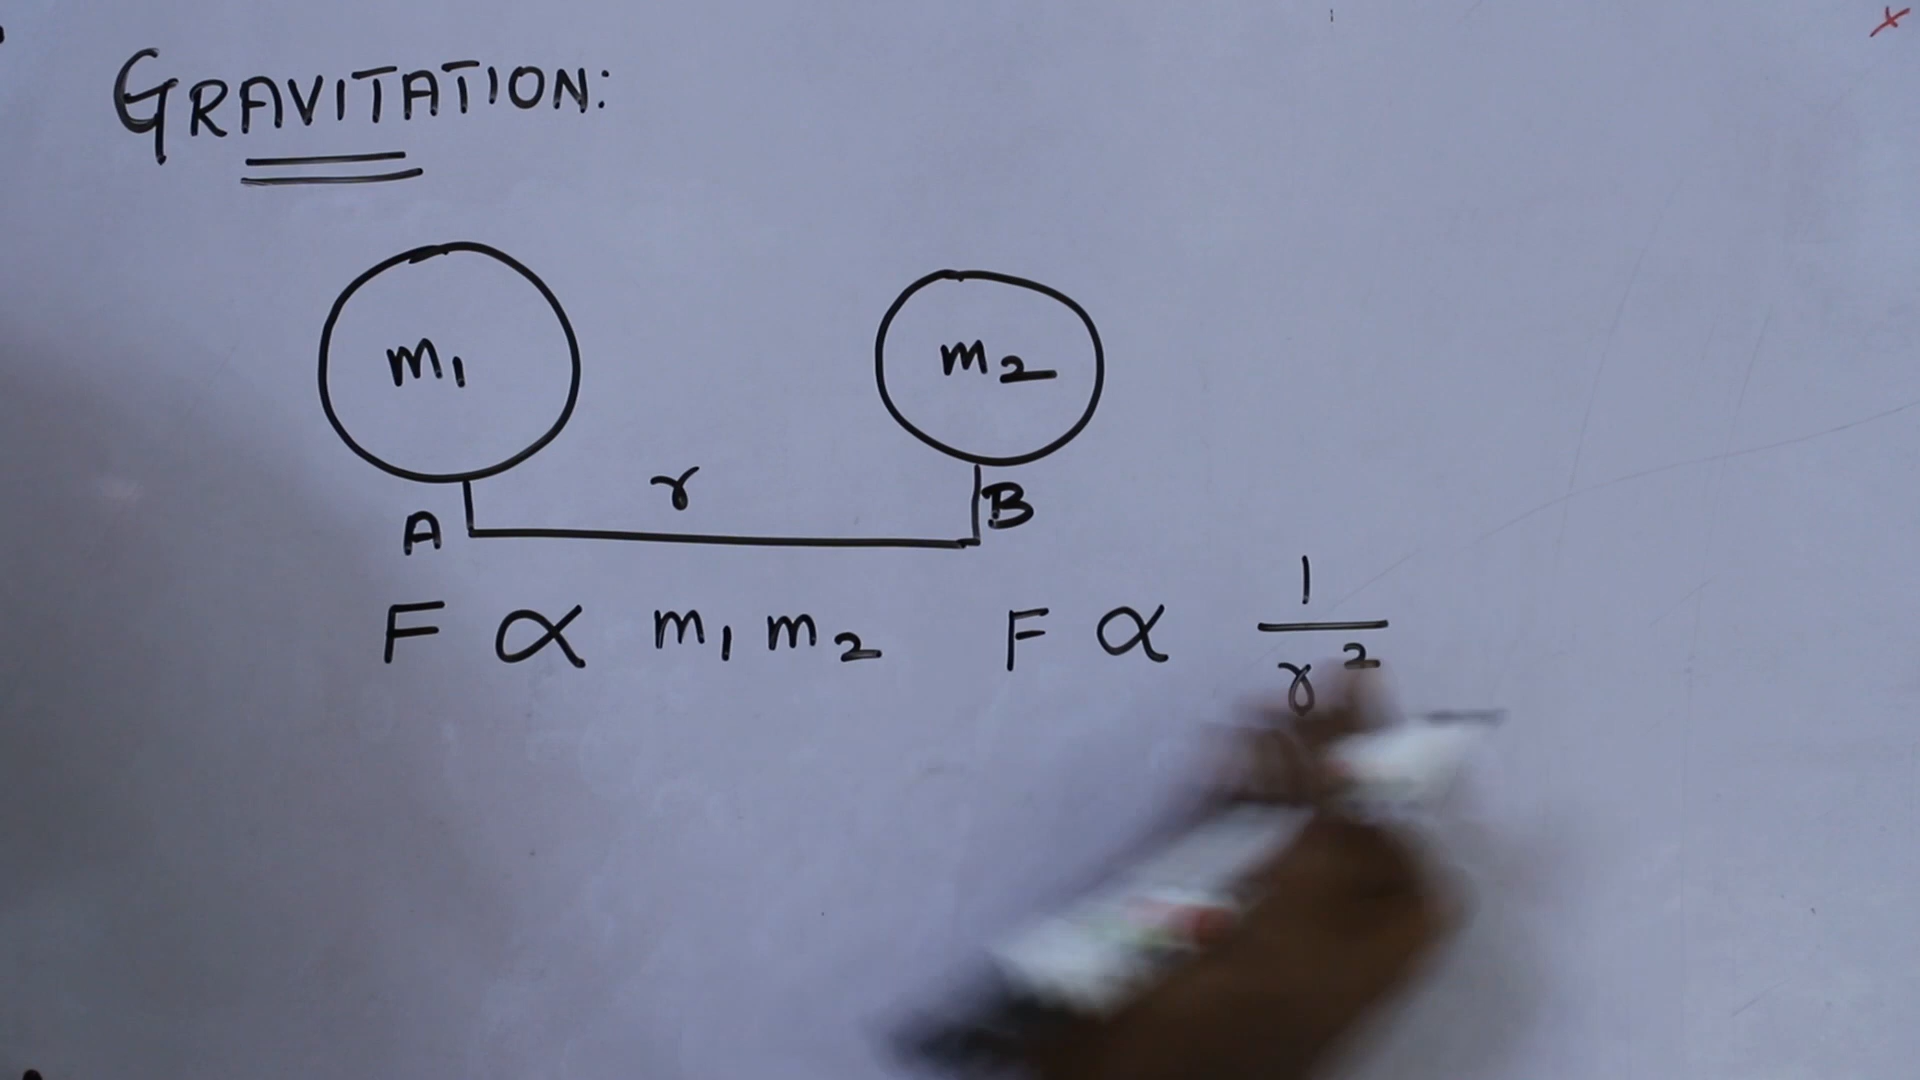 GRAVITATION:
m₁ m₂
r
A B
F ∝ m₁ m₂ F ∝ 1/r²